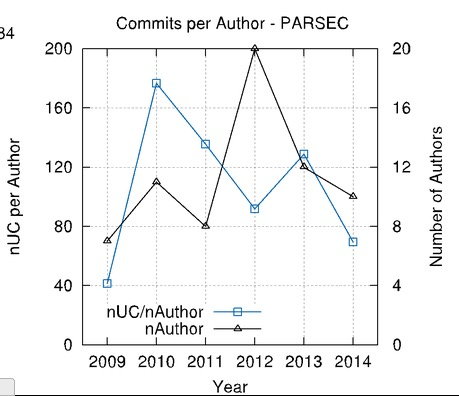 Commits per Author - PARSEC
34
200
160
120
80
40
0
20
16
12
8
4
0
nUC per Author
Number of Authors
nUC/nAuthor
nAuthor
2009 2010 2011 2012 2013 2014
Year